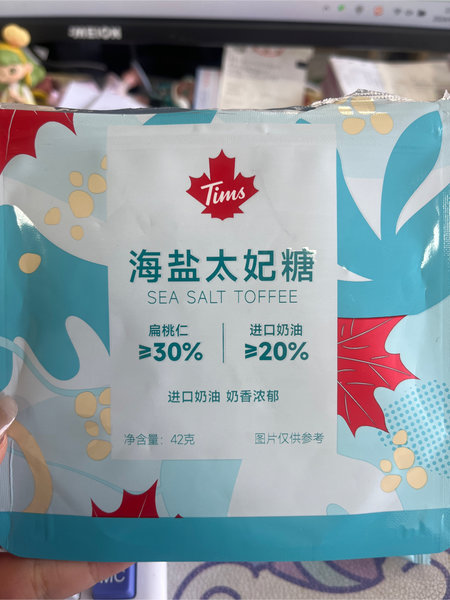 WEIDN
Tims
海盐太妃糖
SEA SALT TOFFEE
扁桃仁
≥30%
进口奶油
≥20%
进口奶油 奶香浓郁
净含量：42克
图片仅供参考
MC